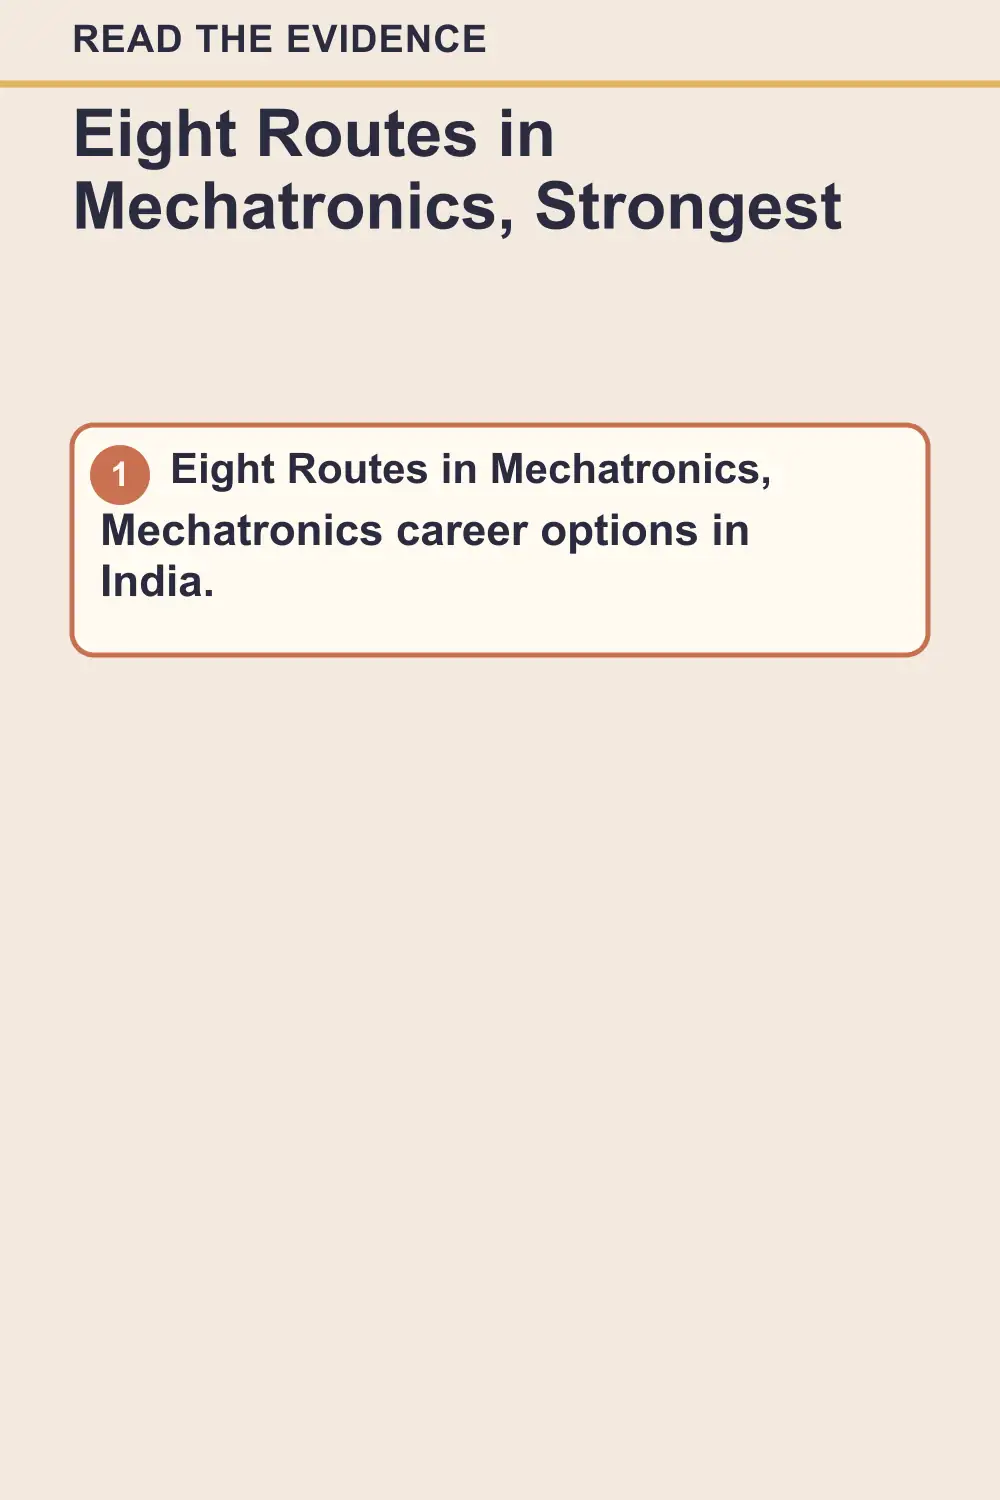 READ THE EVIDENCE
Eight Routes in
Mechatronics, Strongest
1 Eight Routes in Mechatronics,
Mechatronics career options in
India.